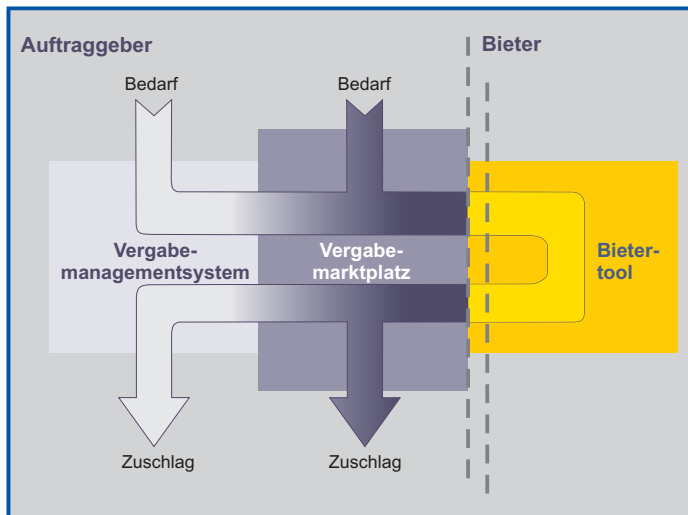 Auftraggeber
Bieter
Bedarf
Bedarf
Vergabe-
managementsystem
Vergabe-
marktplatz
Bieter-
tool
Zuschlag
Zuschlag